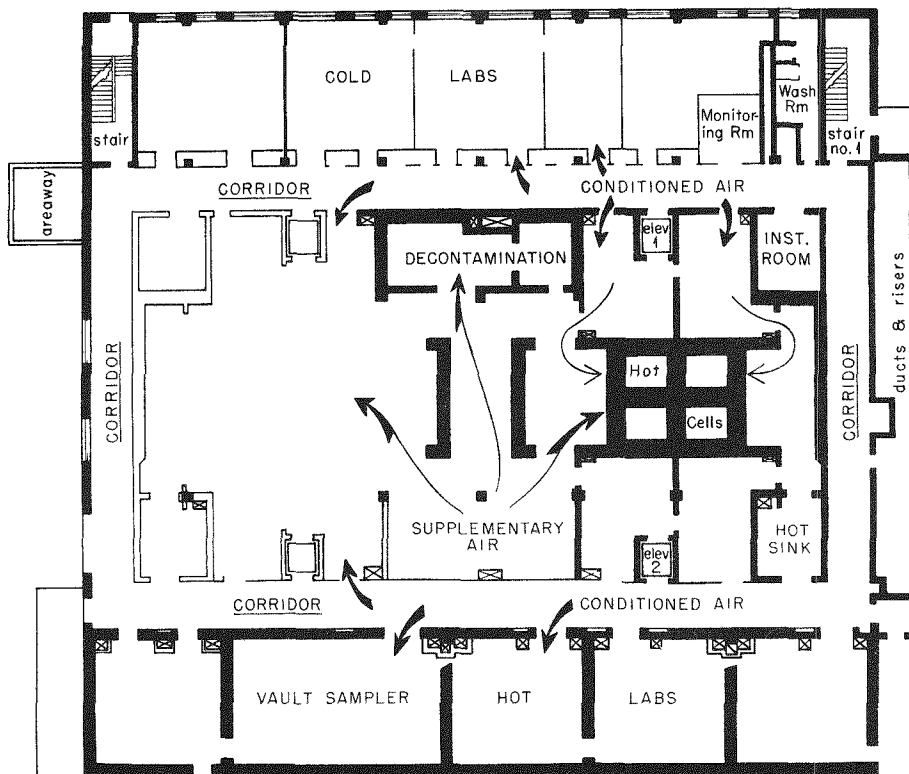 COLD LABS
Monitor-
ing Rm
Wash
Rm
stair
stair
no. 1
areaway
CORRIDOR
CONDITIONED AIR
elev
1
INST.
ROOM
DECONTAMINATION
ducts & risers
CORRIDOR
Hot
Cells
CORRIDOR
SUPPLEMENTARY
AIR
HOT
SINK
elev
2
CORRIDOR
CONDITIONED AIR
VAULT SAMPLER
HOT LABS